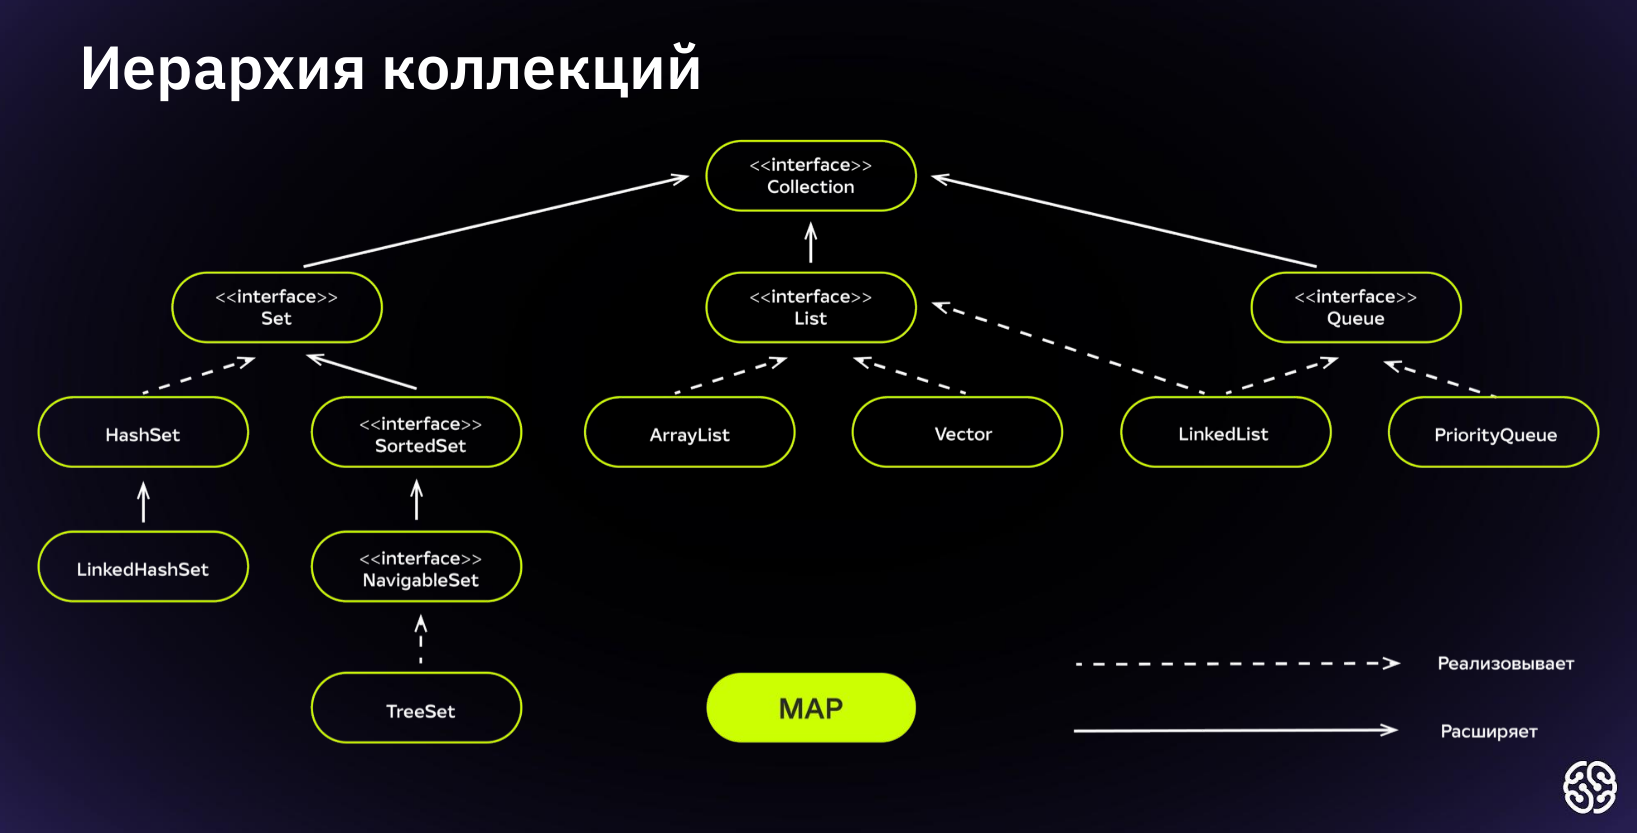 Иерархия коллекций
<<interface>>
Collection
<<interface>>
Set
<<interface>>
List
<<interface>>
Queue
HashSet
<<interface>>
SortedSet
ArrayList
Vector
LinkedList
PriorityQueue
LinkedHashSet
<<interface>>
NavigableSet
TreeSet
MAP
Реализовывает
Расширяет